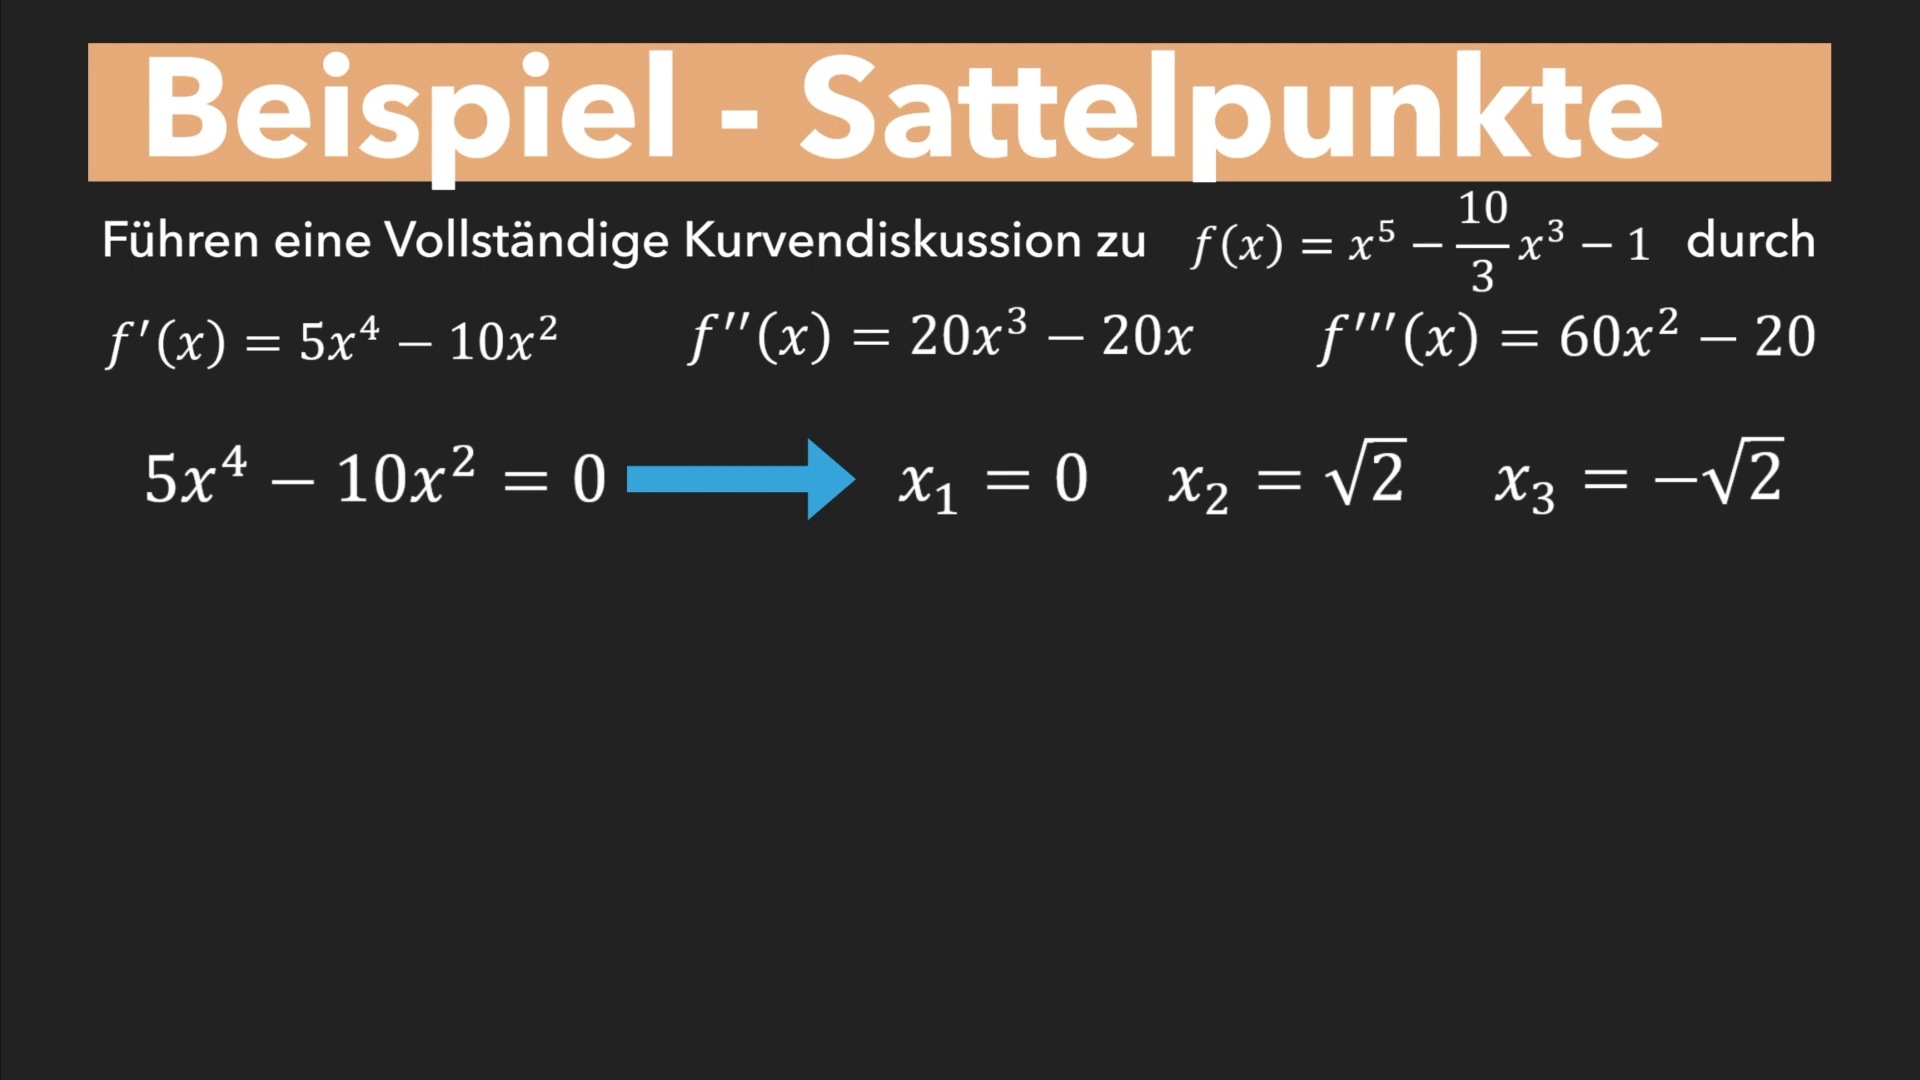 Beispiel - Sattelpunkte
Führen eine Vollständige Kurvendiskussion zu f(x) = x⁵ − 10/3 x³ − 1 durch
f′(x) = 5x⁴ − 10x² f″(x) = 20x³ − 20x f‴(x) = 60x² − 20
5x⁴ − 10x² = 0 x₁ = 0 x₂ = √2 x₃ = −√2